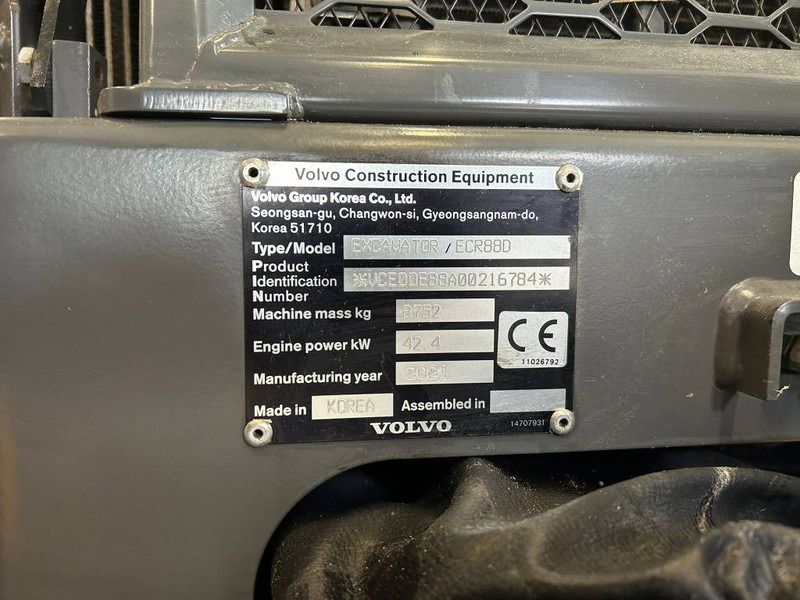 Volvo Construction Equipment
Volvo Group Korea Co., Ltd.
Seongsan-gu, Changwon-si, Gyeongsangnam-do,
Korea 51710
Type/Model EXCAVATOR / ECR88D
Product
Identification *VCE0DE88A00216784*
Number
Machine mass kg 8752
Engine power kW 42.4
CE
11026792
Manufacturing year 2021
Made in KOREA Assembled in
VOLVO 14707931